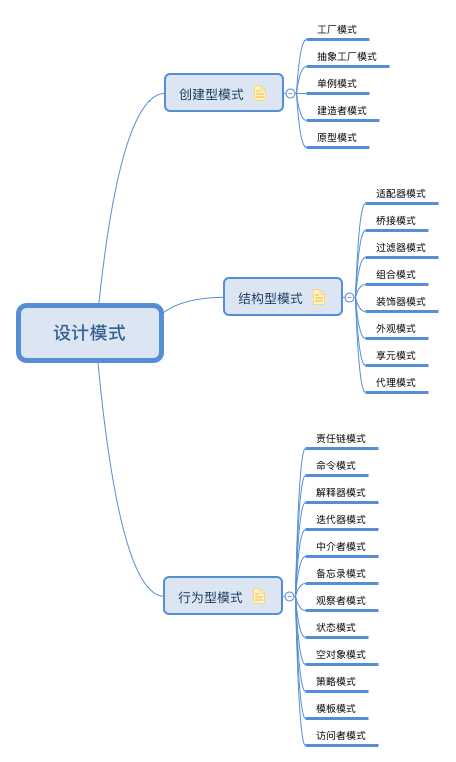 设计模式
创建型模式
工厂模式
抽象工厂模式
单例模式
建造者模式
原型模式
结构型模式
适配器模式
桥接模式
过滤器模式
组合模式
装饰器模式
外观模式
享元模式
代理模式
行为型模式
责任链模式
命令模式
解释器模式
迭代器模式
中介者模式
备忘录模式
观察者模式
状态模式
空对象模式
策略模式
模板模式
访问者模式